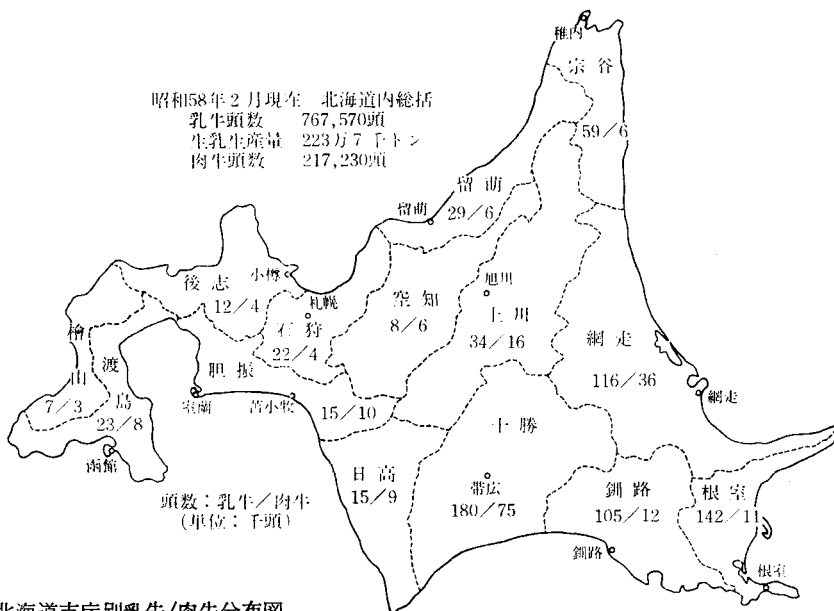 稚内
宗谷
59/6
昭和58年2月現在 北海道内総括
乳牛頭数 767,570頭
生乳生産量 223万7千トン
肉牛頭数 217,230頭
留萌
留萌
29/6
後志
12/4
小樽
札幌
石狩
22/4
空知
8/6
旭川
上川
34/16
網走
116/36
網走
檜山
7/3
渡島
23/8
函館
胆振
15/10
室蘭
苫小牧
日高
15/9
十勝
帯広
180/75
釧路
105/12
釧路
根室
142/11
根室
頭数:乳牛/肉牛
(単位:千頭)
北海道支庁別乳牛/肉牛分布図